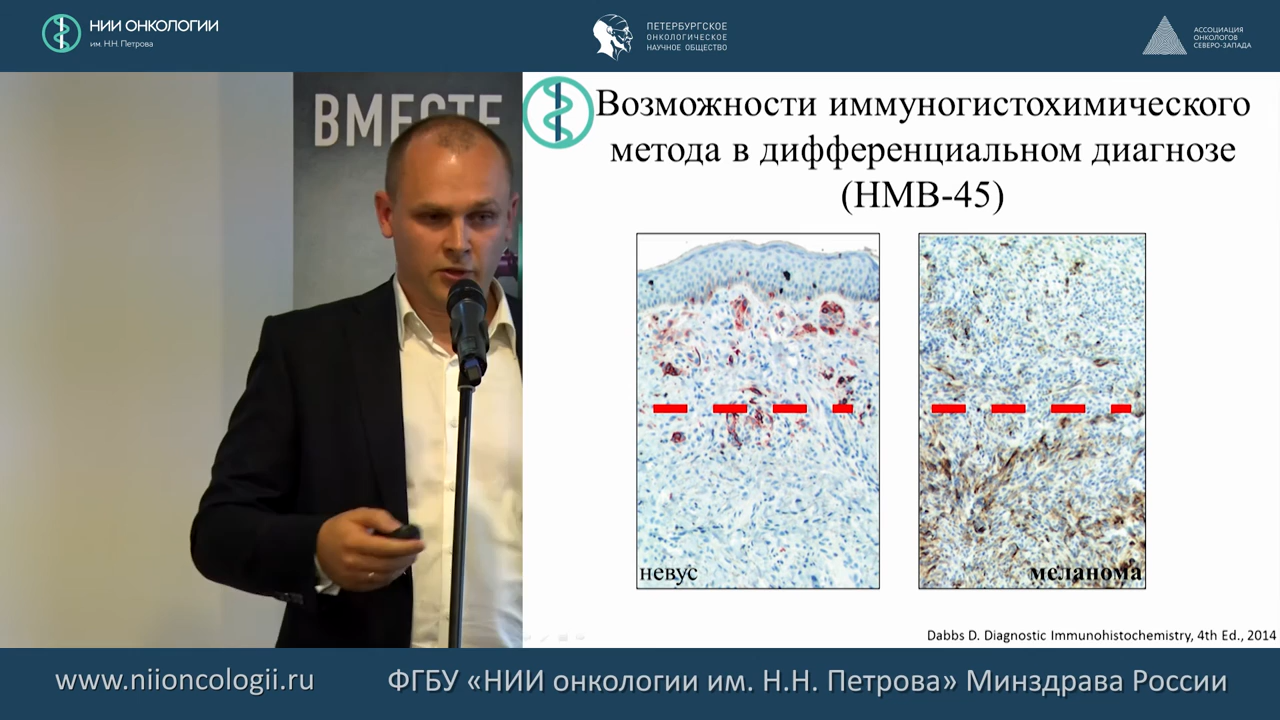 НИИ ОНКОЛОГИИ
им. Н.Н. Петрова
ПЕТЕРБУРГСКОЕ
ОНКОЛОГИЧЕСКОЕ
НАУЧНОЕ ОБЩЕСТВО
АССОЦИАЦИЯ
ОНКОЛОГОВ
СЕВЕРО-ЗАПАДА
ВМЕСТЕ
Возможности иммуногистохимического
метода в дифференциальном диагнозе
(HMB-45)
невус
меланома
Dabbs D. Diagnostic Immunohistochemistry, 4th Ed., 2014
www.niioncologii.ru
ФГБУ «НИИ онкологии им. Н.Н. Петрова» Минздрава России